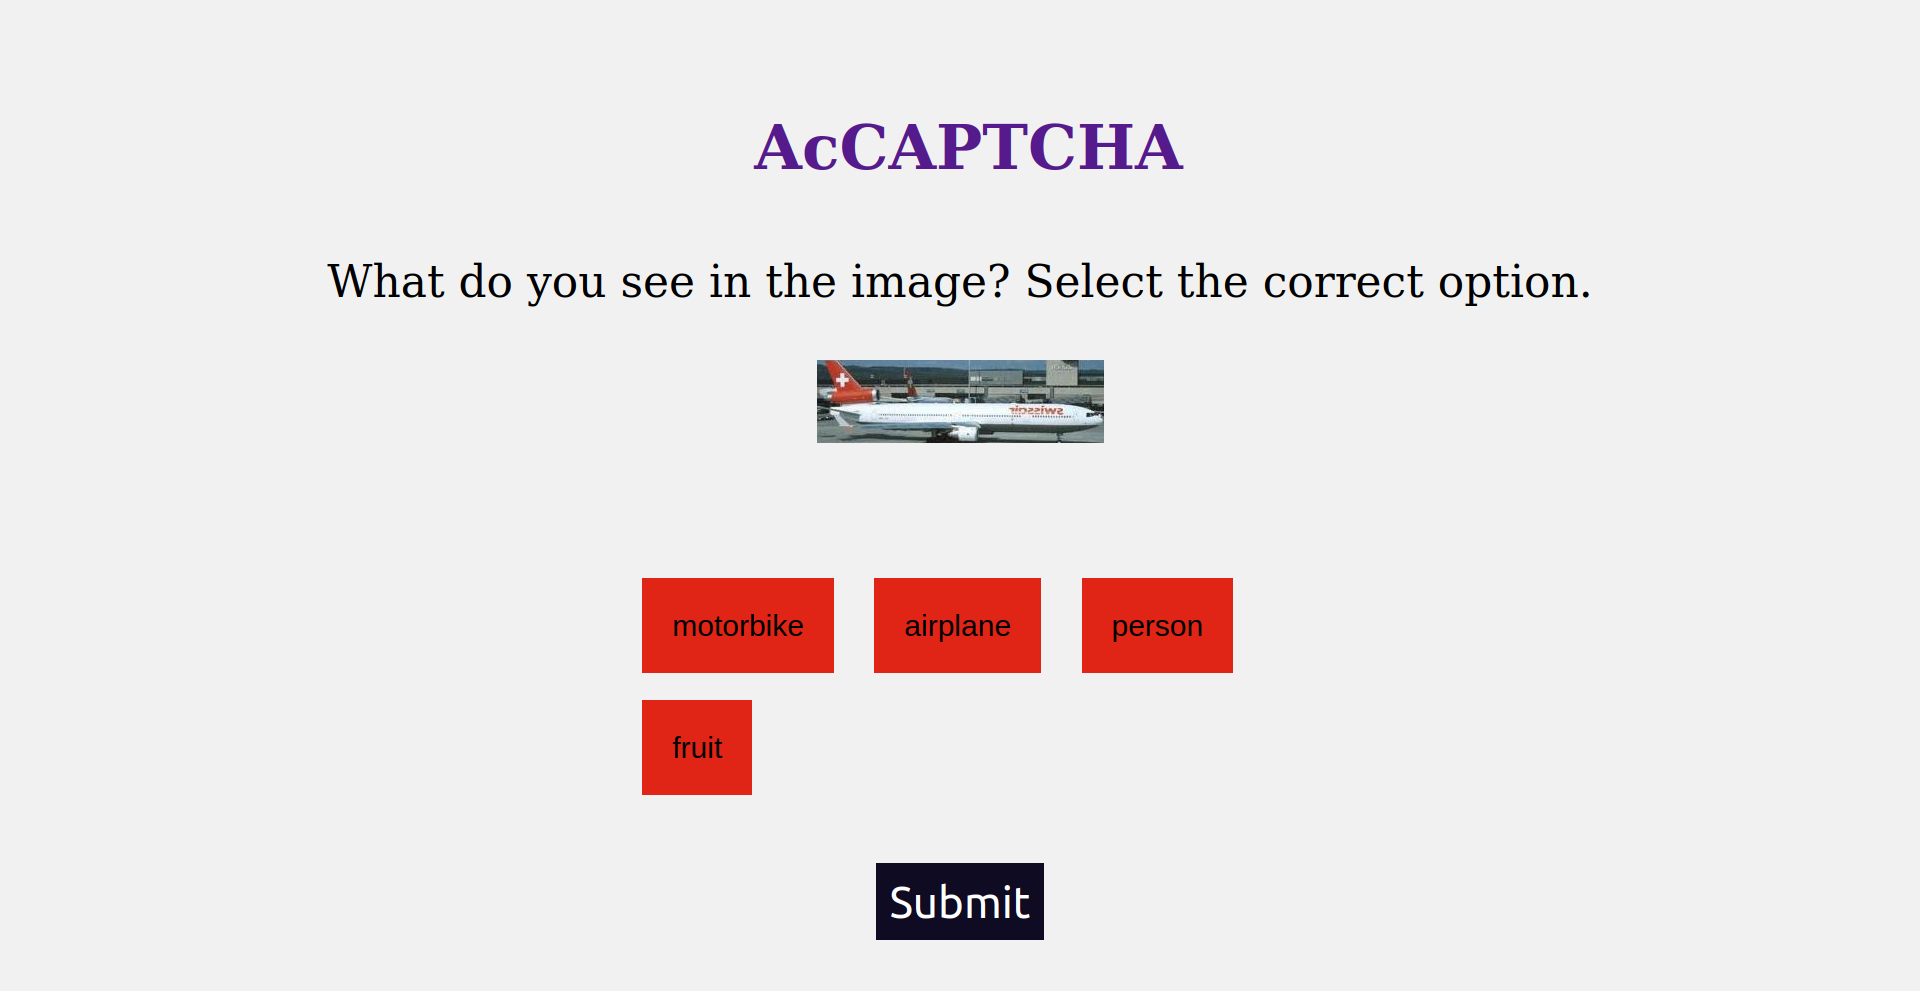 AcCAPTCHA
What do you see in the image? Select the correct option.
swissair
motorbike
airplane
person
fruit
Submit